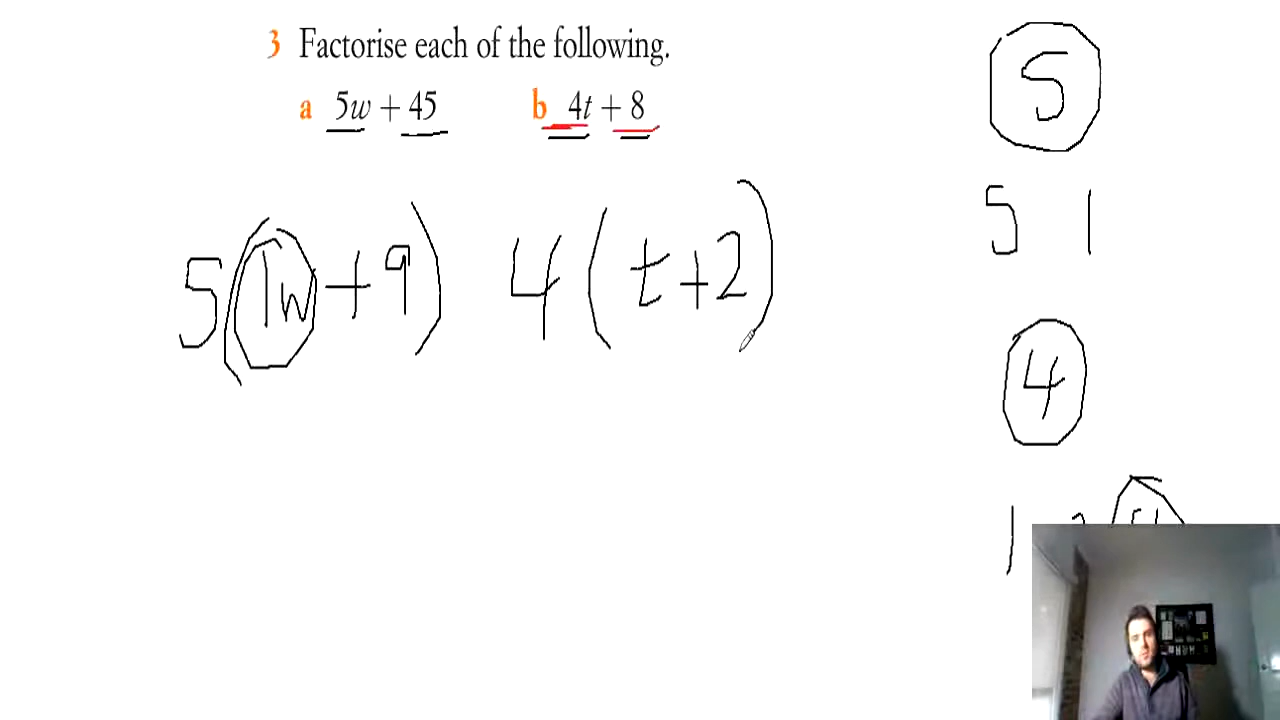 3 Factorise each of the following.
a 5w + 45 b 4t + 8
5
5 1
5(1w + 9) 4(t + 2)
4
1